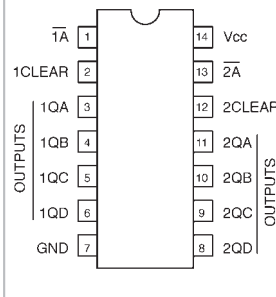 1A̅ 1 14 Vcc
1CLEAR 2 13 2A̅
1QA 3 12 2CLEAR
1QB 4 11 2QA
1QC 5 10 2QB
1QD 6 9 2QC
GND 7 8 2QD
OUTPUTS
OUTPUTS